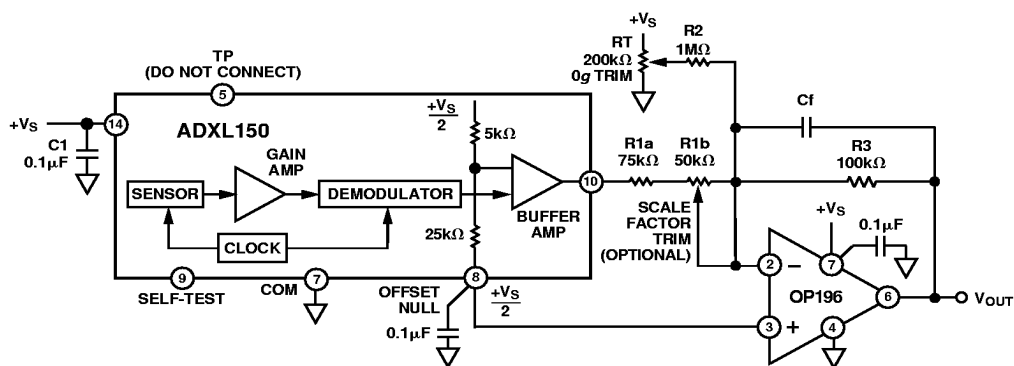 TP
(DO NOT CONNECT)
5
+VS
14
C1
0.1µF
ADXL150
SENSOR
GAIN
AMP
DEMODULATOR
CLOCK
+VS
2
5kΩ
25kΩ
BUFFER
AMP
10
9
SELF-TEST
COM
7
OFFSET
NULL
8
+VS
2
0.1µF
+VS
RT
200kΩ
0g TRIM
R2
1MΩ
R1a
75kΩ
R1b
50kΩ
SCALE
FACTOR
TRIM
(OPTIONAL)
Cf
R3
100kΩ
+VS
0.1µF
2
–
7
OP196
6
VOUT
3
+
4